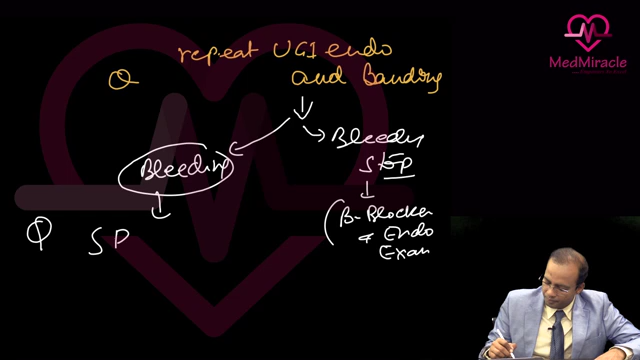 repeat UGI endo
Q and Banding
Bleeding
Bleeding
stop
B-Blocker
+ Endo
Exam
Q SP
MedMiracle